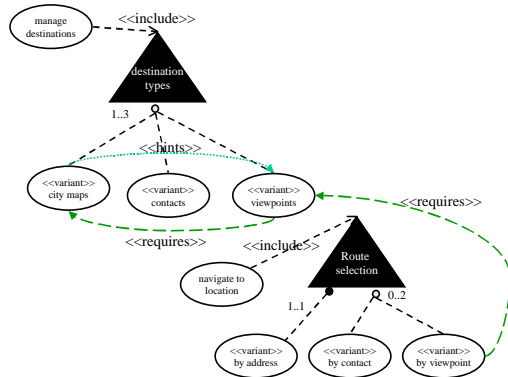 <<include>>
manage
destinations
destination
types
1..3
<<hints>>
<<variant>>
city maps
<<variant>>
contacts
<<variant>>
viewpoints
<<requires>>
<<requires>>
<<include>>
Route
selection
navigate to
location
1..1
0..2
<<variant>>
by address
<<variant>>
by contact
<<variant>>
by viewpoint